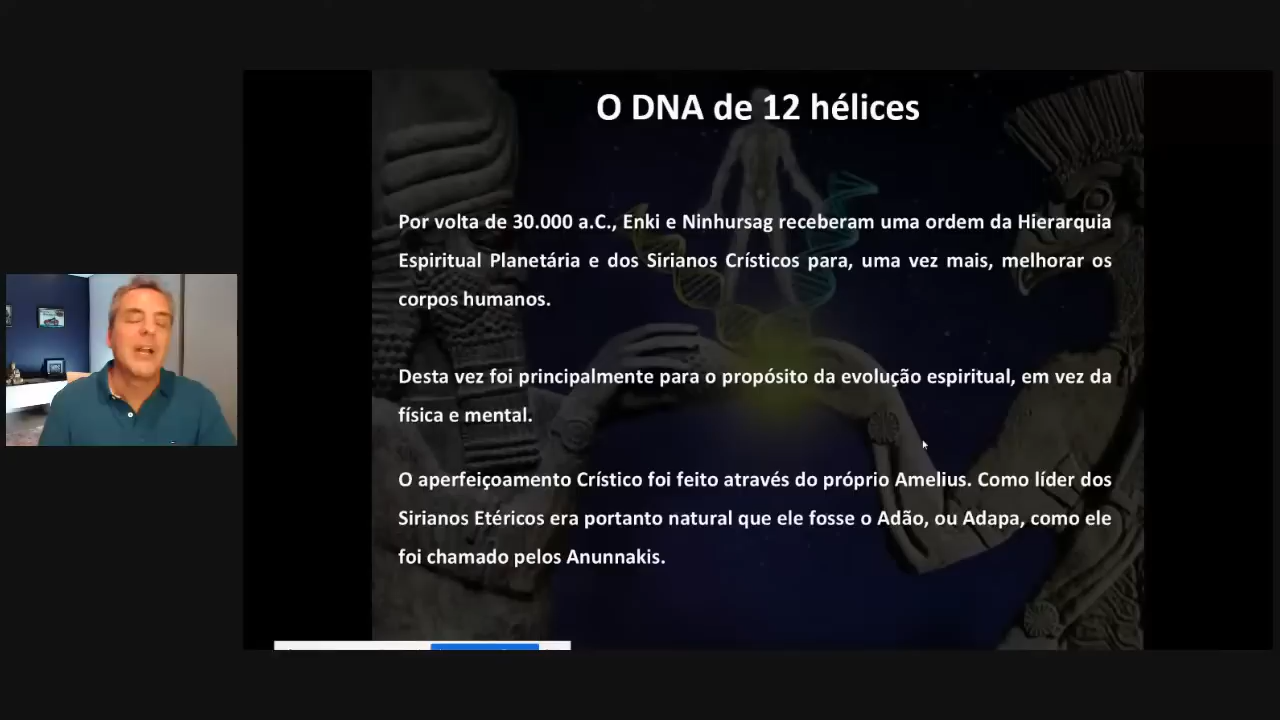 O DNA de 12 hélices
Por volta de 30.000 a.C., Enki e Ninhursag receberam uma ordem da Hierarquia
Espiritual Planetária e dos Sirianos Crísticos para, uma vez mais, melhorar os
corpos humanos.
Desta vez foi principalmente para o propósito da evolução espiritual, em vez da
física e mental.
O aperfeiçoamento Crístico foi feito através do próprio Amelius. Como líder dos
Sirianos Etéricos era portanto natural que ele fosse o Adão, ou Adapa, como ele
foi chamado pelos Anunnakis.